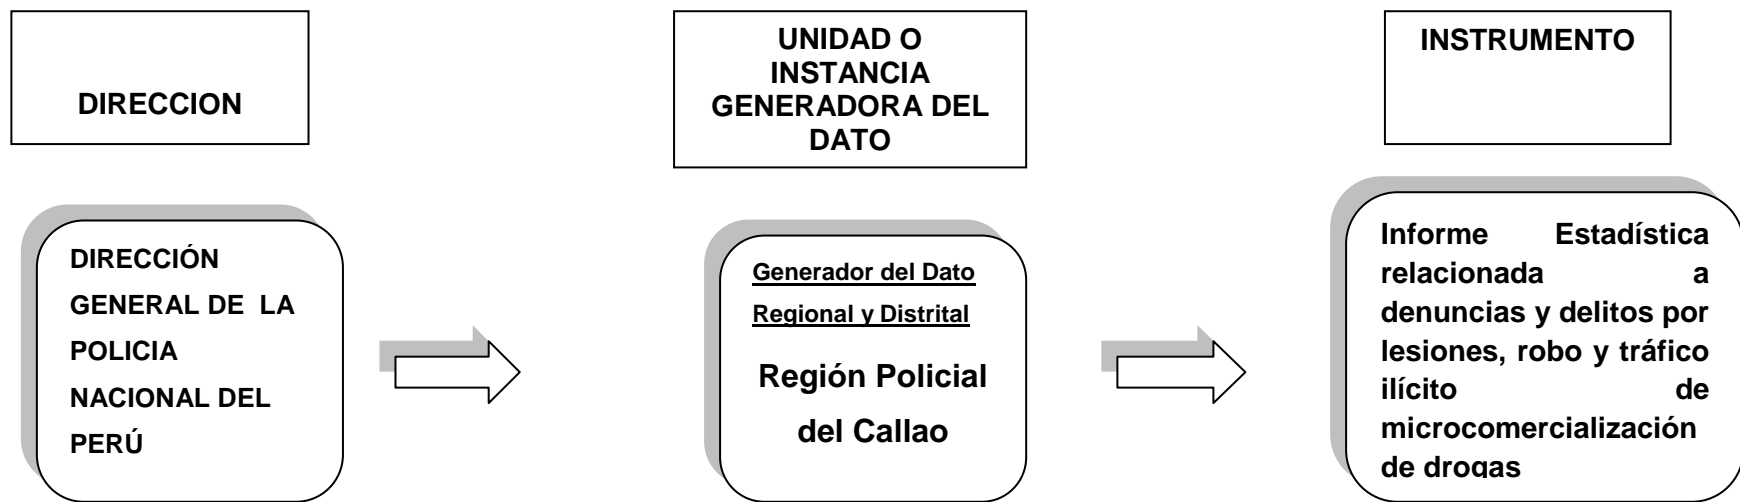 DIRECCION
UNIDAD O
INSTANCIA
GENERADORA DEL
DATO
INSTRUMENTO
DIRECCIÓN
GENERAL DE LA
POLICIA
NACIONAL DEL
PERÚ
Generador del Dato
Regional y Distrital
Región Policial
del Callao
Informe Estadística
relacionada a
denuncias y delitos por
lesiones, robo y tráfico
ilícito de
microcomercialización
de drogas